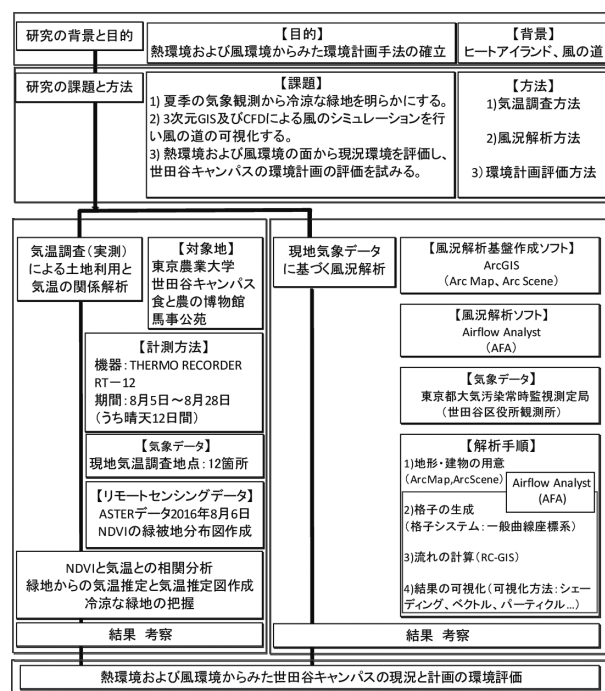 研究の背景と目的
【目的】
熱環境および風環境からみた環境計画手法の確立
【背景】
ヒートアイランド、風の道
研究の課題と方法
【課題】
1) 夏季の気象観測から冷涼な緑地を明らかにする。
2) 3次元GIS及びCFDによる風のシミュレーションを行
い風の道の可視化する。
3) 熱環境および風環境の面から現況環境を評価し、
世田谷キャンパスの環境計画の評価を試みる。
【方法】
1)気温調査方法
2)風況解析方法
3)環境計画評価方法
気温調査(実測)
による土地利用と
気温の関係解析
【対象地】
東京農業大学
世田谷キャンパス
食と農の博物館
馬事公苑
【計測方法】
機器:THERMO RECORDER
RT-12
期間:8月5日~8月28日
(うち晴天12日間)
【気象データ】
現地気温調査地点:12箇所
【リモートセンシングデータ】
ASTERデータ2016年8月6日
NDVIの緑被地分布図作成
NDVIと気温との相関分析
緑地からの気温推定と気温推定図作成
冷涼な緑地の把握
結果 考察
現地気象データ
に基づく風況解析
【風況解析基盤作成ソフト】
ArcGIS
(Arc Map、Arc Scene)
【風況解析ソフト】
Airflow Analyst
(AFA)
【気象データ】
東京都大気汚染常時監視測定局
(世田谷区役所観測所)
【解析手順】
1)地形・建物の用意
(ArcMap,ArcScene)
Airflow Analyst
(AFA)
2)格子の生成
(格子システム:一般曲線座標系)
3)流れの計算(RC-GIS)
4)結果の可視化(可視化方法:シェー
ディング、ベクトル、パーティクル…)
結果 考察
熱環境および風環境からみた世田谷キャンパスの現況と計画の環境評価